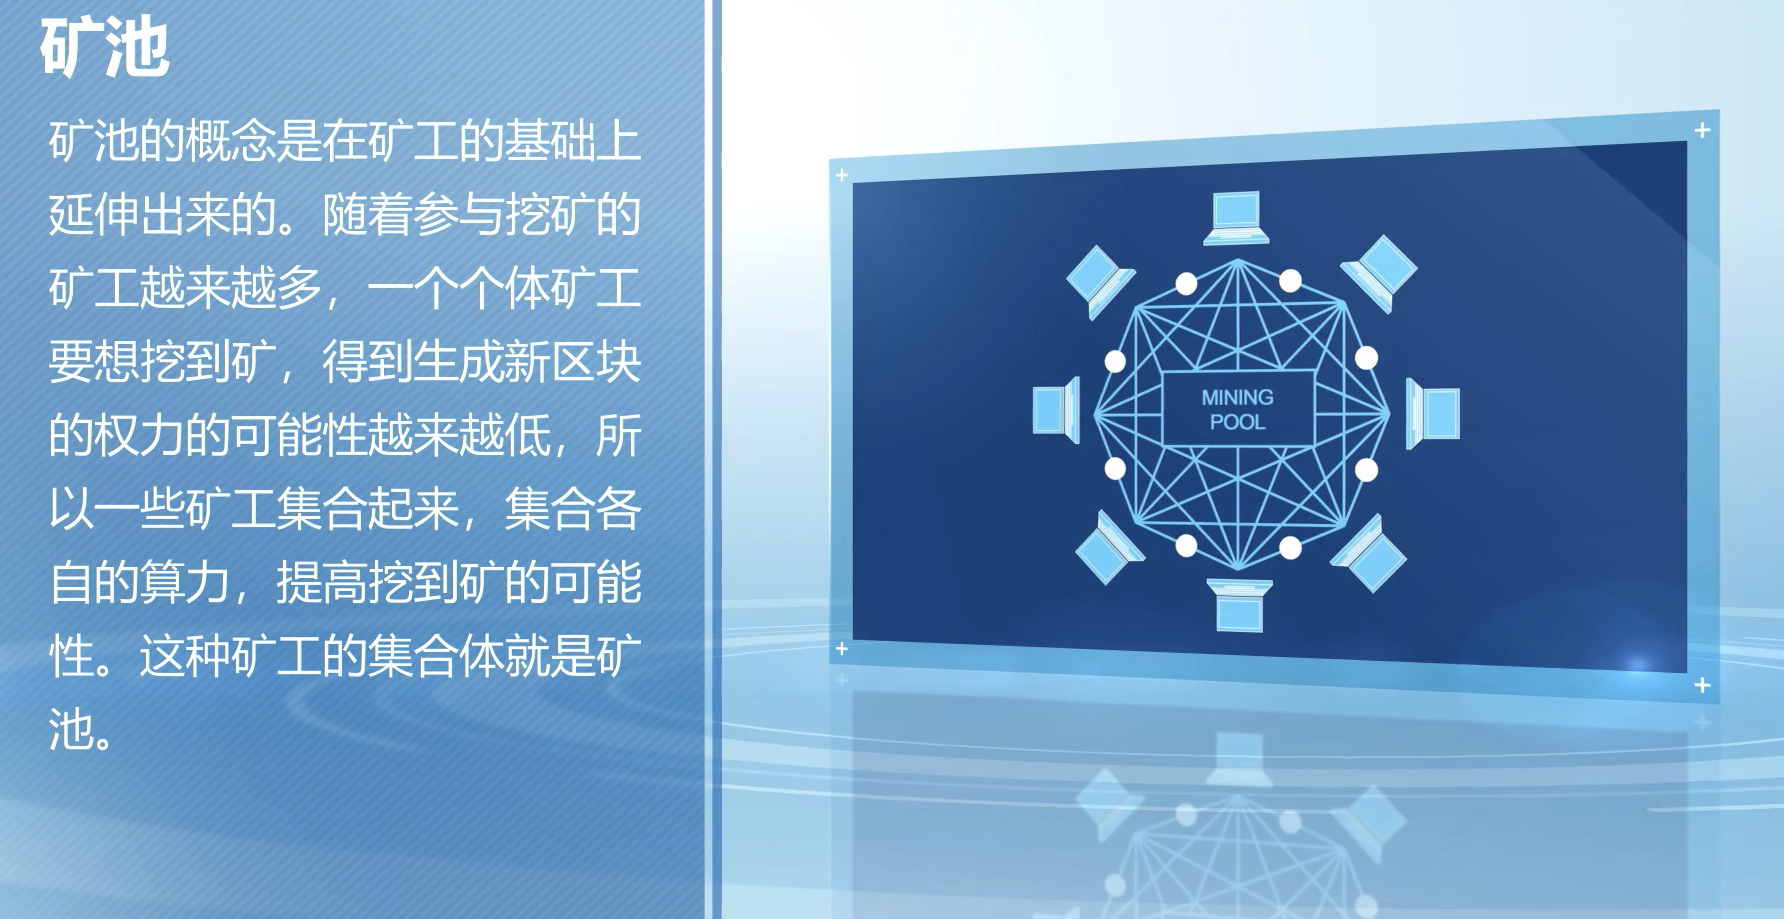 矿池
矿池的概念是在矿工的基础上
延伸出来的。随着参与挖矿的
矿工越来越多，一个个体矿工
要想挖到矿，得到生成新区块
的权力的可能性越来越低，所
以一些矿工集合起来，集合各
自的算力，提高挖到矿的可能
性。这种矿工的集合体就是矿
池。
MINING
POOL